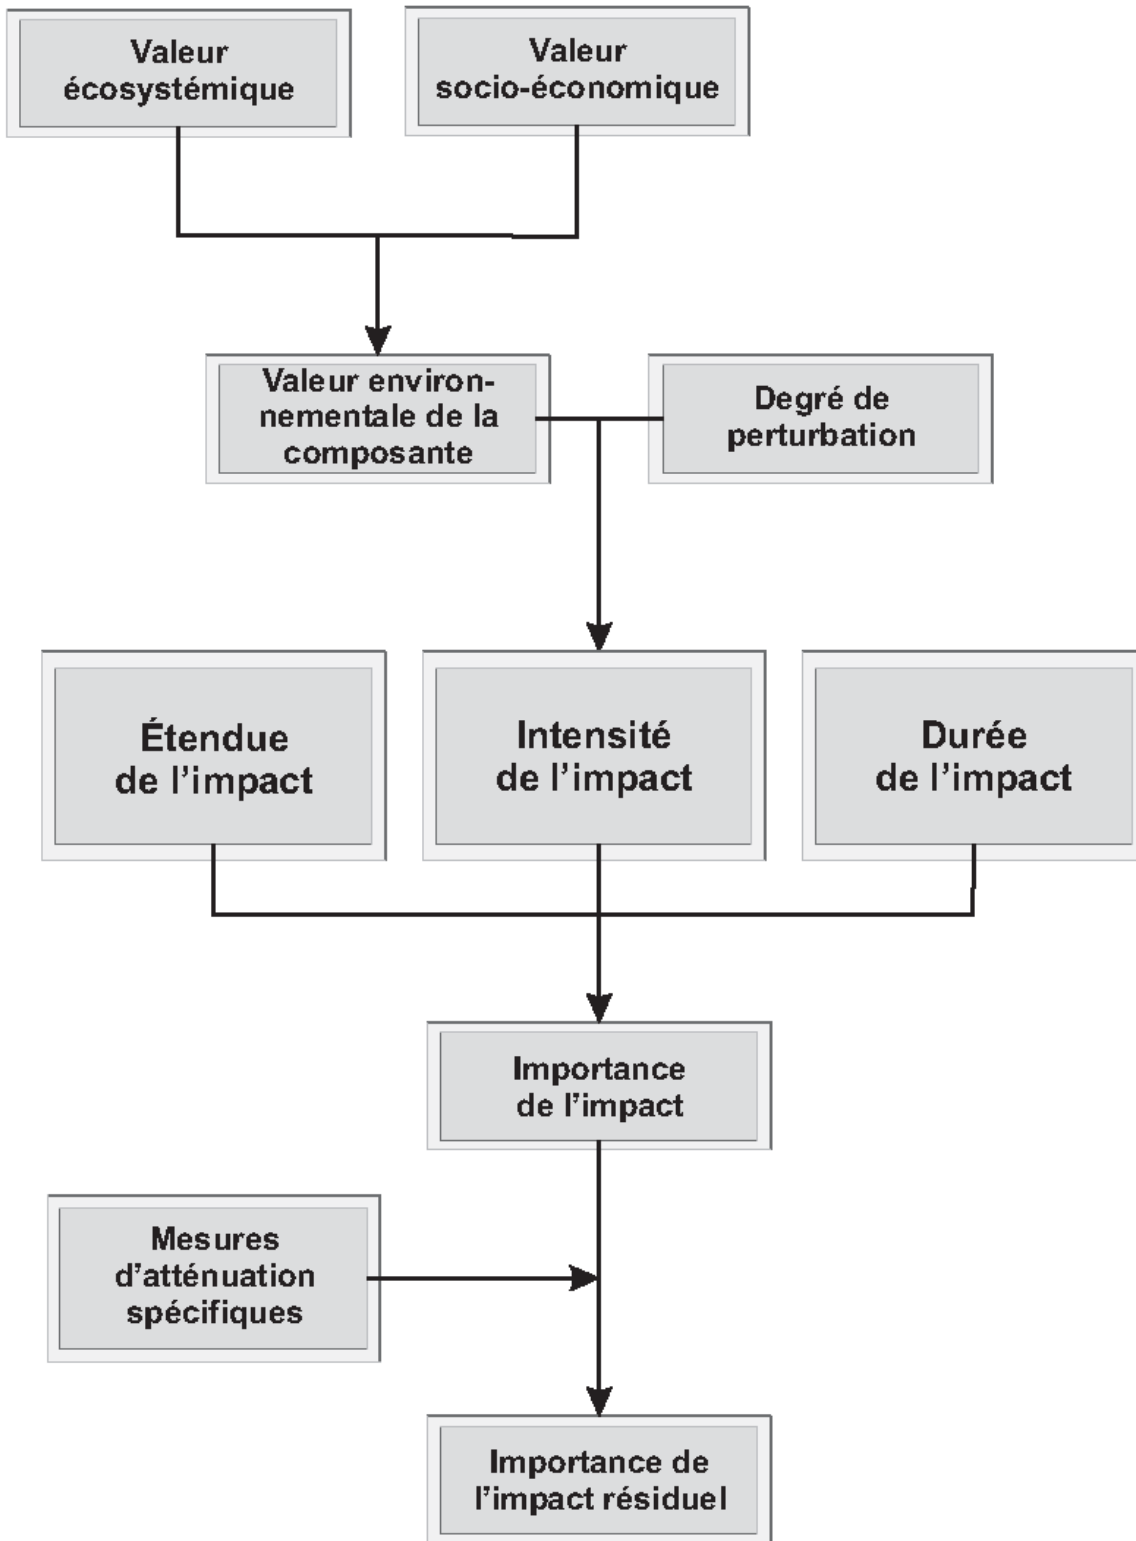 Valeur
écosystémique
Valeur
socio-économique
Valeur environ-
nementale de la
composante
Degré de
perturbation
Étendue
de l’impact
Intensité
de l’impact
Durée
de l’impact
Importance
de l’impact
Mesures
d’atténuation
spécifiques
Importance de
l’impact résiduel